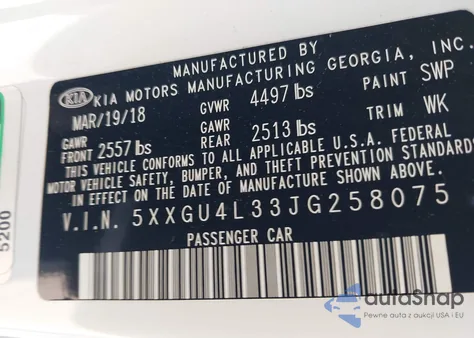 MANUFACTURED BY
KIA KIA MOTORS MANUFACTURING GEORGIA, INC.
MAR/19/18 GVWR 4497 lbs PAINT SWP
GAWR FRONT 2557 lbs GAWR REAR 2513 lbs TRIM WK
THIS VEHICLE CONFORMS TO ALL APPLICABLE U.S.A. FEDERAL
MOTOR VEHICLE SAFETY, BUMPER, AND THEFT PREVENTION STANDARDS
IN EFFECT ON THE DATE OF MANUFACTURE SHOWN ABOVE.
V.I.N. 5XXGU4L33JG258075
PASSENGER CAR
5200
autoSnap
Pewne auta z aukcji USA i EU